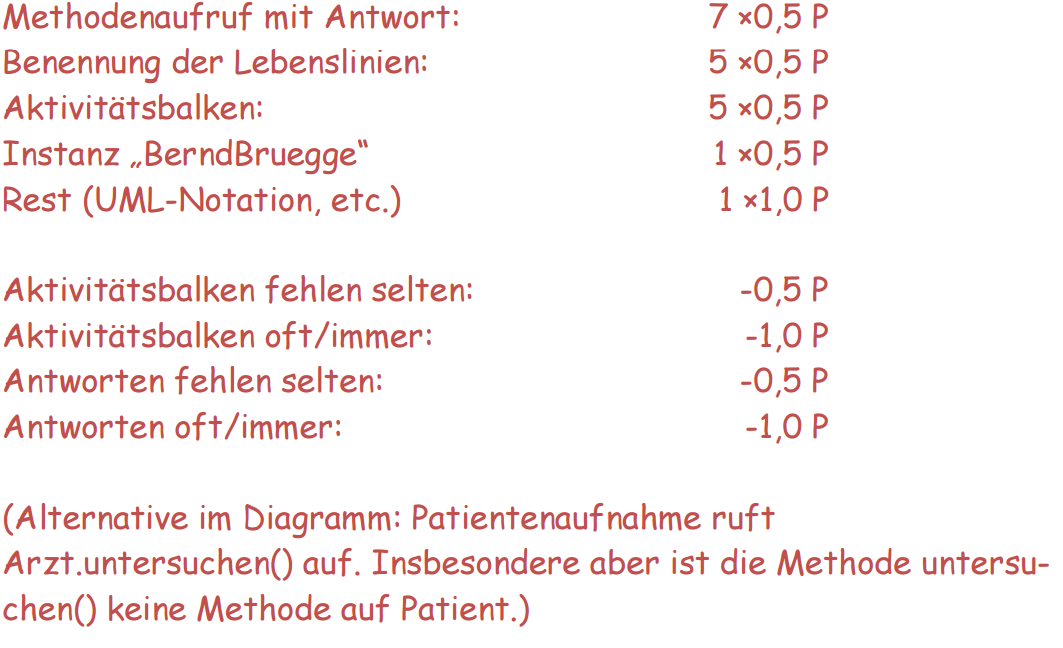 Methodenaufruf mit Antwort: 7 ×0,5 P
Benennung der Lebenslinien: 5 ×0,5 P
Aktivitätsbalken: 5 ×0,5 P
Instanz „BerndBruegge“ 1 ×0,5 P
Rest (UML-Notation, etc.) 1 ×1,0 P
Aktivitätsbalken fehlen selten: -0,5 P
Aktivitätsbalken oft/immer: -1,0 P
Antworten fehlen selten: -0,5 P
Antworten oft/immer: -1,0 P
(Alternative im Diagramm: Patientenaufnahme ruft
Arzt.untersuchen() auf. Insbesondere aber ist die Methode untersu-
chen() keine Methode auf Patient.)